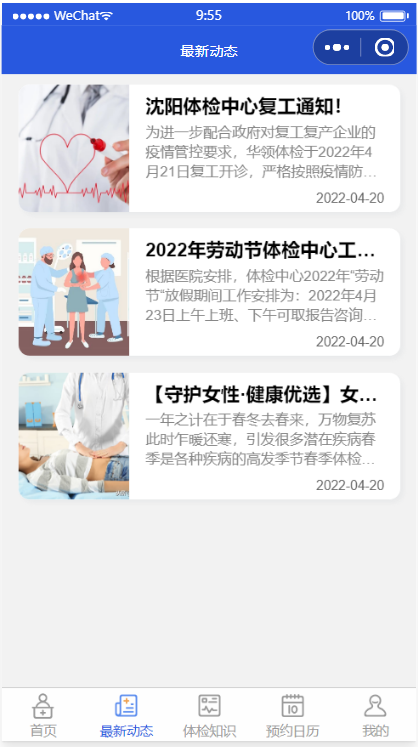 WeChat
9:55
100%
最新动态
沈阳体检中心复工通知！
为进一步配合政府对复工复产企业的
疫情管控要求，华领体检于2022年4
月21日复工开诊，严格按照疫情防...
2022-04-20
2022年劳动节体检中心工...
根据医院安排，体检中心2022年“劳动
节”放假期间工作安排为：2022年4月
23日上午上班、下午可取报告咨询...
2022-04-20
【守护女性·健康优选】女...
一年之计在于春冬去春来，万物复苏
此时乍暖还寒，引发很多潜在疾病春
季是各种疾病的高发季节春季体检...
2022-04-20
首页
最新动态
体检知识
10
预约日历
我的